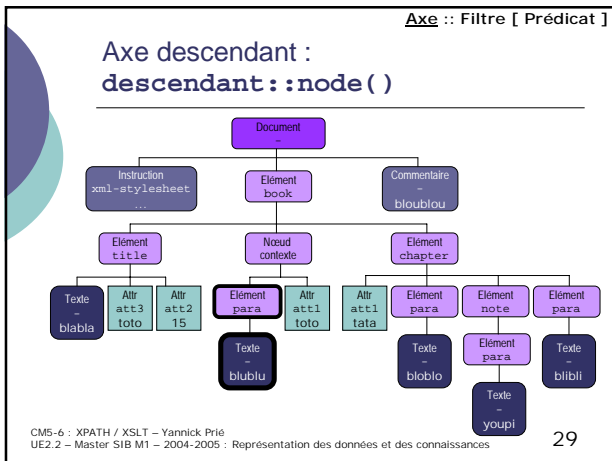 Axe :: Filtre [ Prédicat ]
Axe descendant :
descendant::node()
Document
–
Instruction
xml-stylesheet
...
Elément
book
Commentaire
–
bloublou
Elément
title
Nœud
contexte
Elément
chapter
Texte
–
blabla
Attr
att3
toto
Attr
att2
15
Elément
para
Attr
att1
toto
Attr
att1
tata
Elément
para
Elément
note
Elément
para
Texte
–
blublu
Texte
–
bloblo
Elément
para
Texte
–
blibli
Texte
–
youpi
CM5-6 : XPATH / XSLT – Yannick Prié
UE2.2 – Master SIB M1 – 2004-2005 : Représentation des données et des connaissances
29